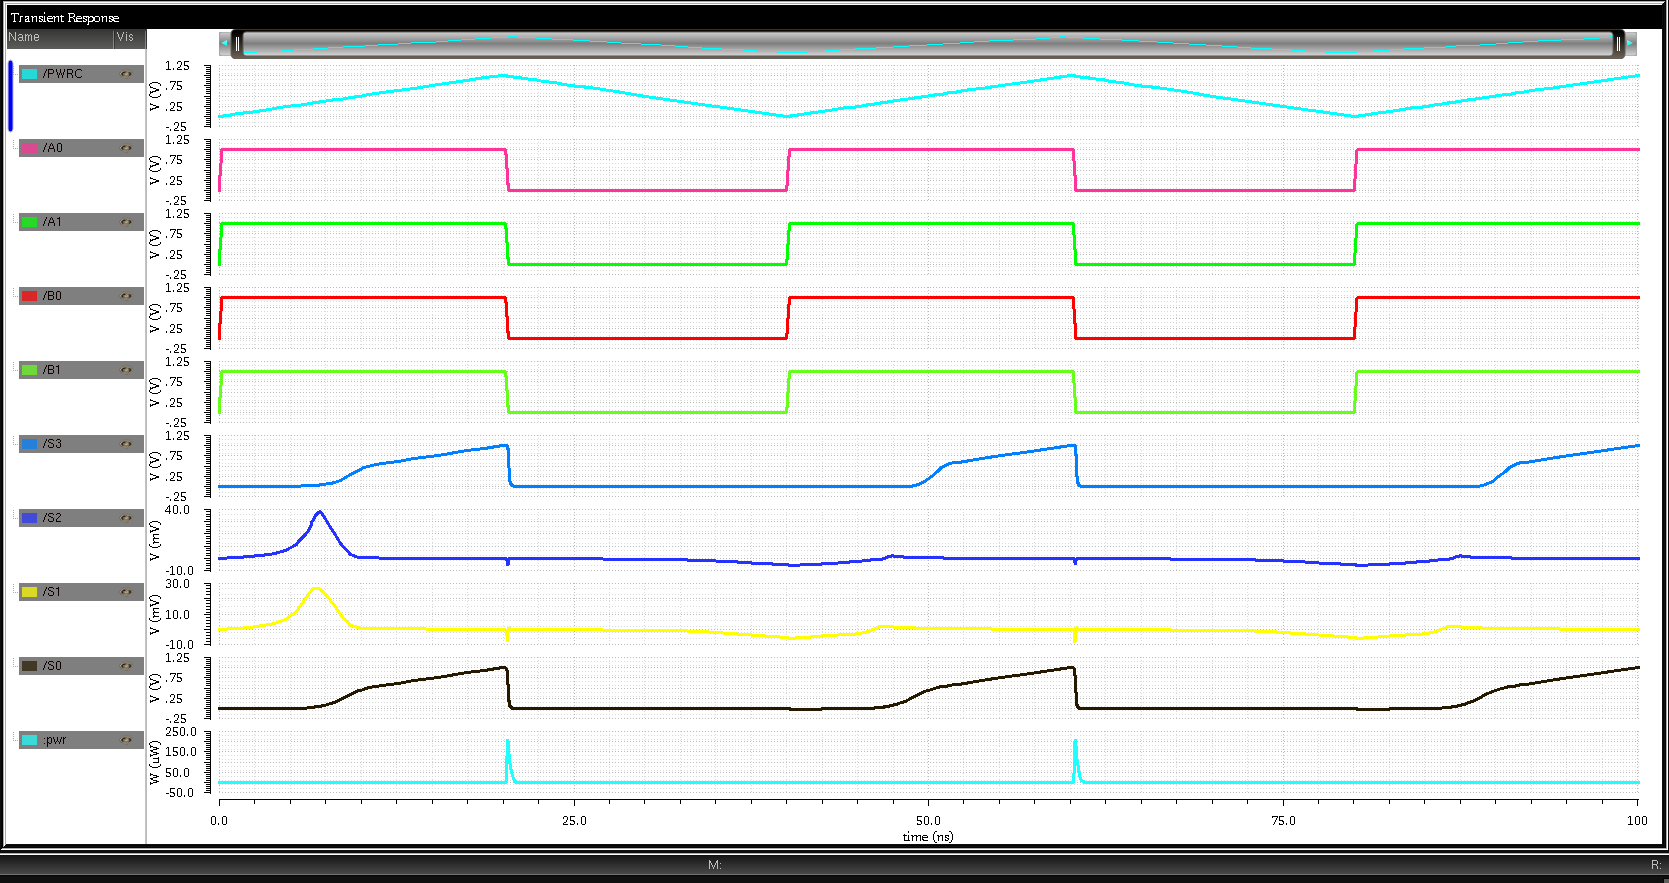 Transient Response
Name Vis
/PWRC
1.25
.75
.25
-.25
V (V)
/A0
1.25
.75
.25
-.25
V (V)
/A1
1.25
.75
.25
-.25
V (V)
/B0
1.25
.75
.25
-.25
V (V)
/B1
1.25
.75
.25
-.25
V (V)
/S3
1.25
.75
.25
-.25
V (V)
/S2
40.0
-10.0
V (mV)
/S1
30.0
10.0
-10.0
V (mV)
/S0
1.25
.75
.25
-.25
V (V)
:pwr
250.0
150.0
50.0
-50.0
W (uW)
0.0 25.0 50.0 75.0 100
time (ns)
M: R: